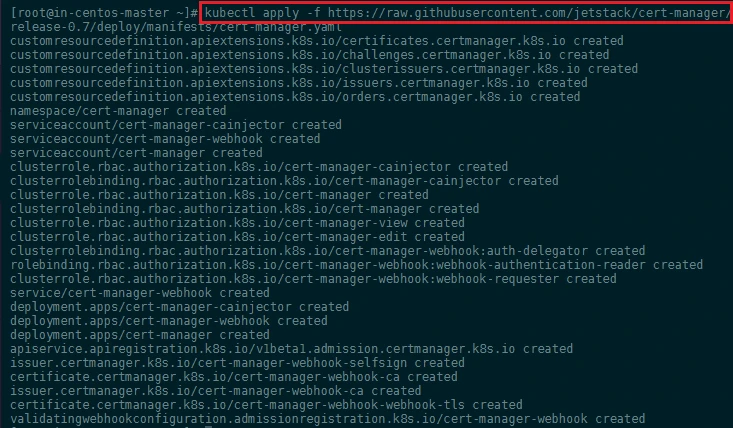 [root@in-centos-master ~]# kubectl apply -f https://raw.githubusercontent.com/jetstack/cert-manager/
release-0.7/deploy/manifests/cert-manager.yaml
customresourcedefinition.apiextensions.k8s.io/certificates.certmanager.k8s.io created
customresourcedefinition.apiextensions.k8s.io/challenges.certmanager.k8s.io created
customresourcedefinition.apiextensions.k8s.io/clusterissuers.certmanager.k8s.io created
customresourcedefinition.apiextensions.k8s.io/issuers.certmanager.k8s.io created
customresourcedefinition.apiextensions.k8s.io/orders.certmanager.k8s.io created
namespace/cert-manager created
serviceaccount/cert-manager-cainjector created
serviceaccount/cert-manager-webhook created
serviceaccount/cert-manager created
clusterrole.rbac.authorization.k8s.io/cert-manager-cainjector created
clusterrolebinding.rbac.authorization.k8s.io/cert-manager-cainjector created
clusterrole.rbac.authorization.k8s.io/cert-manager created
clusterrolebinding.rbac.authorization.k8s.io/cert-manager created
clusterrole.rbac.authorization.k8s.io/cert-manager-view created
clusterrole.rbac.authorization.k8s.io/cert-manager-edit created
clusterrolebinding.rbac.authorization.k8s.io/cert-manager-webhook:auth-delegator created
rolebinding.rbac.authorization.k8s.io/cert-manager-webhook:webhook-authentication-reader created
clusterrole.rbac.authorization.k8s.io/cert-manager-webhook:webhook-requester created
service/cert-manager-webhook created
deployment.apps/cert-manager-cainjector created
deployment.apps/cert-manager-webhook created
deployment.apps/cert-manager created
apiservice.apiregistration.k8s.io/v1beta1.admission.certmanager.k8s.io created
issuer.certmanager.k8s.io/cert-manager-webhook-selfsign created
certificate.certmanager.k8s.io/cert-manager-webhook-ca created
issuer.certmanager.k8s.io/cert-manager-webhook-ca created
certificate.certmanager.k8s.io/cert-manager-webhook-webhook-tls created
validatingwebhookconfiguration.admissionregistration.k8s.io/cert-manager-webhook created